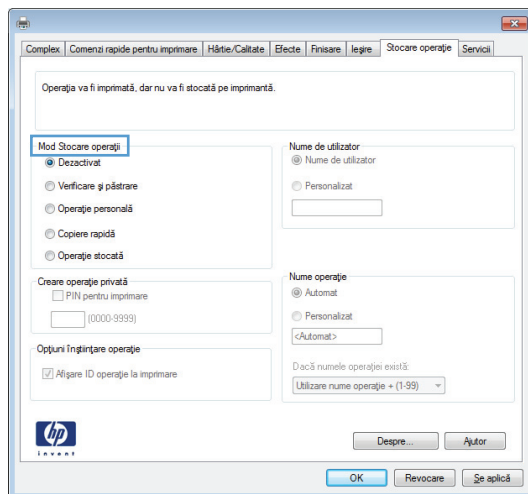 Complex Comenzi rapide pentru imprimare Hârtie/Calitate Efecte Finisare Ieşire Stocare operaţie Servicii
Operaţia va fi imprimată, dar nu va fi stocată pe imprimantă.
Mod Stocare operaţii
Dezactivat
Verificare şi păstrare
Operaţie personală
Copiere rapidă
Operaţie stocată
Nume de utilizator
Nume de utilizator
Personalizat
Creare operaţie privată
PIN pentru imprimare
(0000-9999)
Nume operaţie
Automat
Personalizat
<Automat>
Dacă numele operaţiei există:
Utilizare nume operaţie + (1-99)
Opţiuni înştiinţare operaţie
Afişare ID operaţie la imprimare
hp
invent
Despre... Ajutor
OK Revocare Se aplică